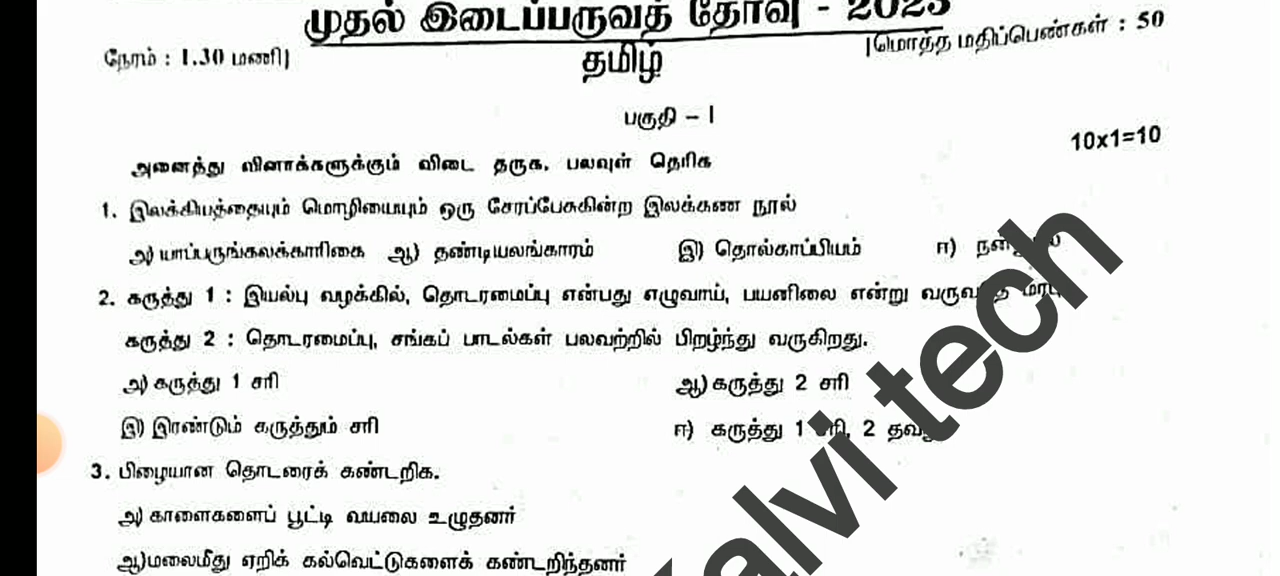 முதல் இடைப்பருவத் தேர்வு - 2023
நேரம் : 1.30 மணி]
[மொத்த மதிப்பெண்கள் : 50
தமிழ்
பகுதி – I
அனைத்து வினாக்களுக்கும் விடை தருக. பலவுள் தெரிக
10x1=10
1. இலக்கியத்தையும் மொழியையும் ஒரு சேரப்பேசுகின்ற இலக்கண நூல்
அ) யாப்பருங்கலக்காரிகை ஆ) தண்டியலங்காரம் இ) தொல்காப்பியம் ஈ)
2. கருத்து 1 : இயல்பு வழக்கில், தொடரமைப்பு என்பது எழுவாய், பயனிலை என்று
கருத்து 2 : தொடரமைப்பு, சங்கப் பாடல்கள் பலவற்றில் பிறழ்ந்து வருகிறது.
அ) கருத்து 1 சரி ஆ) கருத்து 2 சரி
இ) இரண்டும் கருத்தும் சரி ஈ) கருத்து 1 சரி, 2
3. பிழையான தொடரைக் கண்டறிக.
அ) காளைகளைப் பூட்டி வயலை உழுதனர்
ஆ)மலைமீது ஏறிக் கல்வெட்டுகளைக் கண்டறிந்தனர்
alvi tech